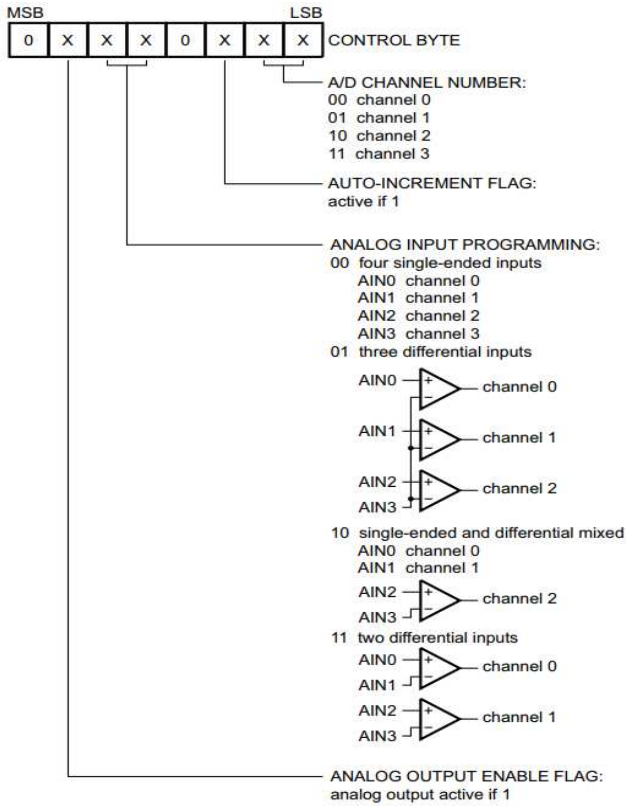 MSB LSB
0 X X X 0 X X X CONTROL BYTE
A/D CHANNEL NUMBER:
00 channel 0
01 channel 1
10 channel 2
11 channel 3
AUTO-INCREMENT FLAG:
active if 1
ANALOG INPUT PROGRAMMING:
00 four single-ended inputs
AIN0 channel 0
AIN1 channel 1
AIN2 channel 2
AIN3 channel 3
01 three differential inputs
AIN0 + − channel 0
AIN1 + − channel 1
AIN2 + − channel 2
AIN3
10 single-ended and differential mixed
AIN0 channel 0
AIN1 channel 1
AIN2 + − channel 2
AIN3
11 two differential inputs
AIN0 + − channel 0
AIN1
AIN2 + − channel 1
AIN3
ANALOG OUTPUT ENABLE FLAG:
analog output active if 1